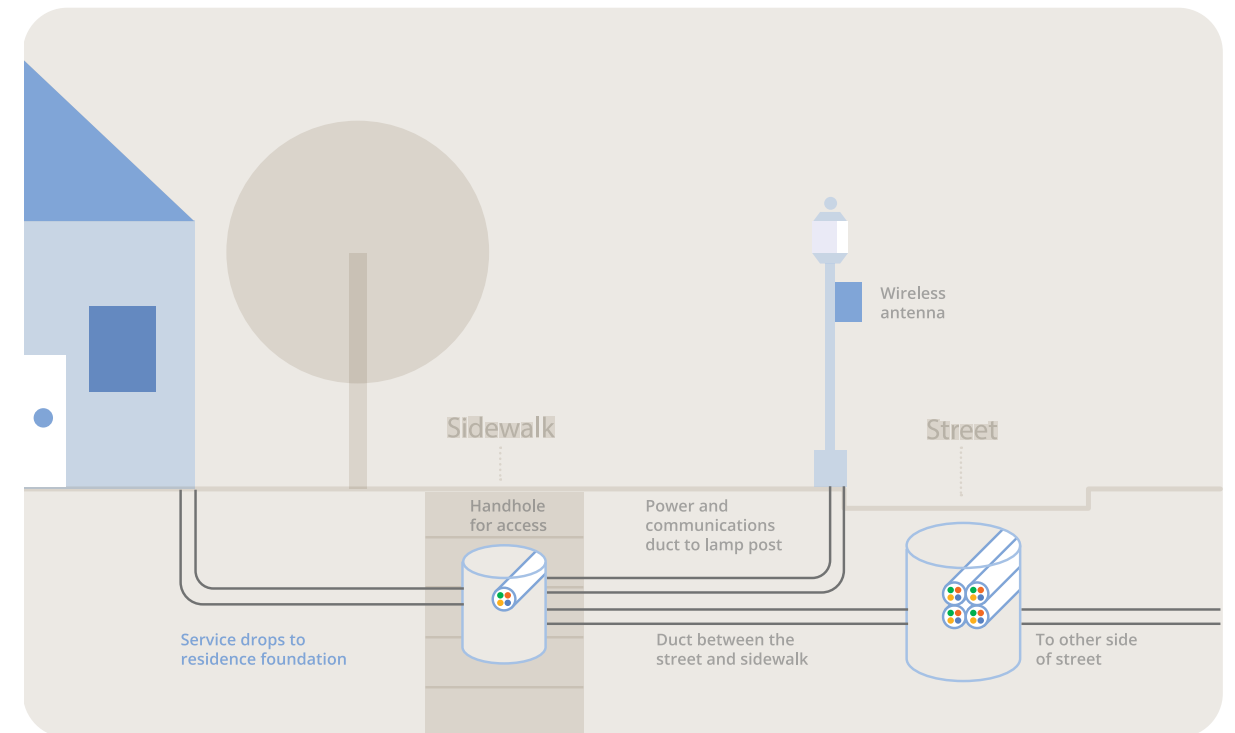 Wireless
antenna
Sidewalk
Street
Handhole
for access
Power and
communications
duct to lamp post
Service drops to
residence foundation
Duct between the
street and sidewalk
To other side
of street